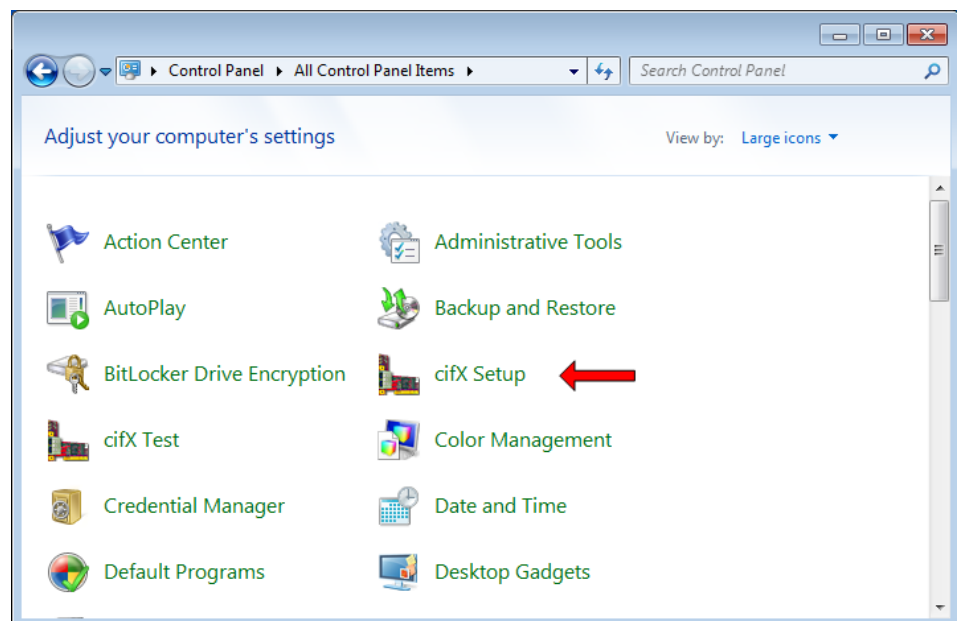 Control Panel All Control Panel Items Search Control Panel
Adjust your computer's settings View by: Large icons
Action Center Administrative Tools
AutoPlay Backup and Restore
BitLocker Drive Encryption cifX Setup
cifX Test Color Management
Credential Manager Date and Time
Default Programs Desktop Gadgets